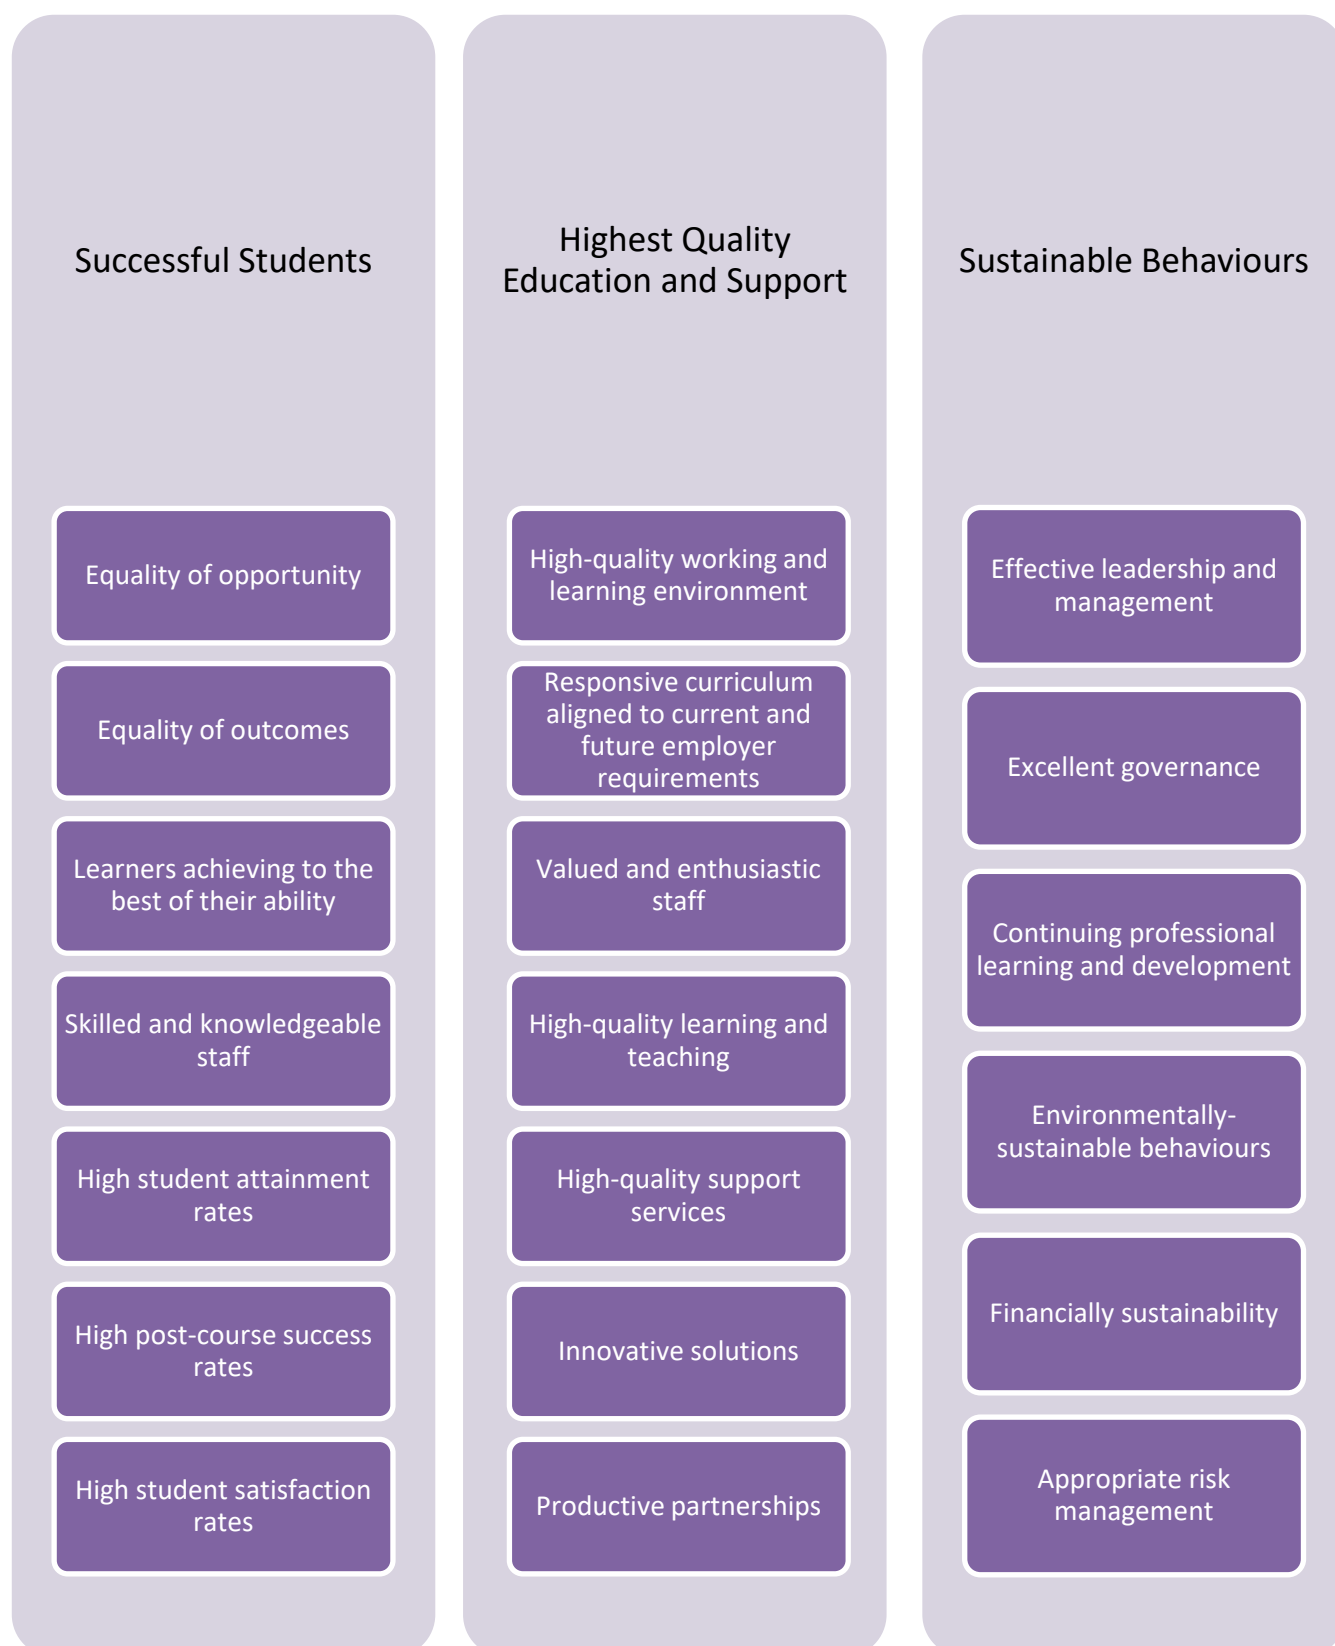 Successful Students
Equality of opportunity
Equality of outcomes
Learners achieving to the
best of their ability
Skilled and knowledgeable
staff
High student attainment
rates
High post-course success
rates
High student satisfaction
rates
Highest Quality
Education and Support
High-quality working and
learning environment
Responsive curriculum
aligned to current and
future employer
requirements
Valued and enthusiastic
staff
High-quality learning and
teaching
High-quality support
services
Innovative solutions
Productive partnerships
Sustainable Behaviours
Effective leadership and
management
Excellent governance
Continuing professional
learning and development
Environmentally-
sustainable behaviours
Financially sustainability
Appropriate risk
management